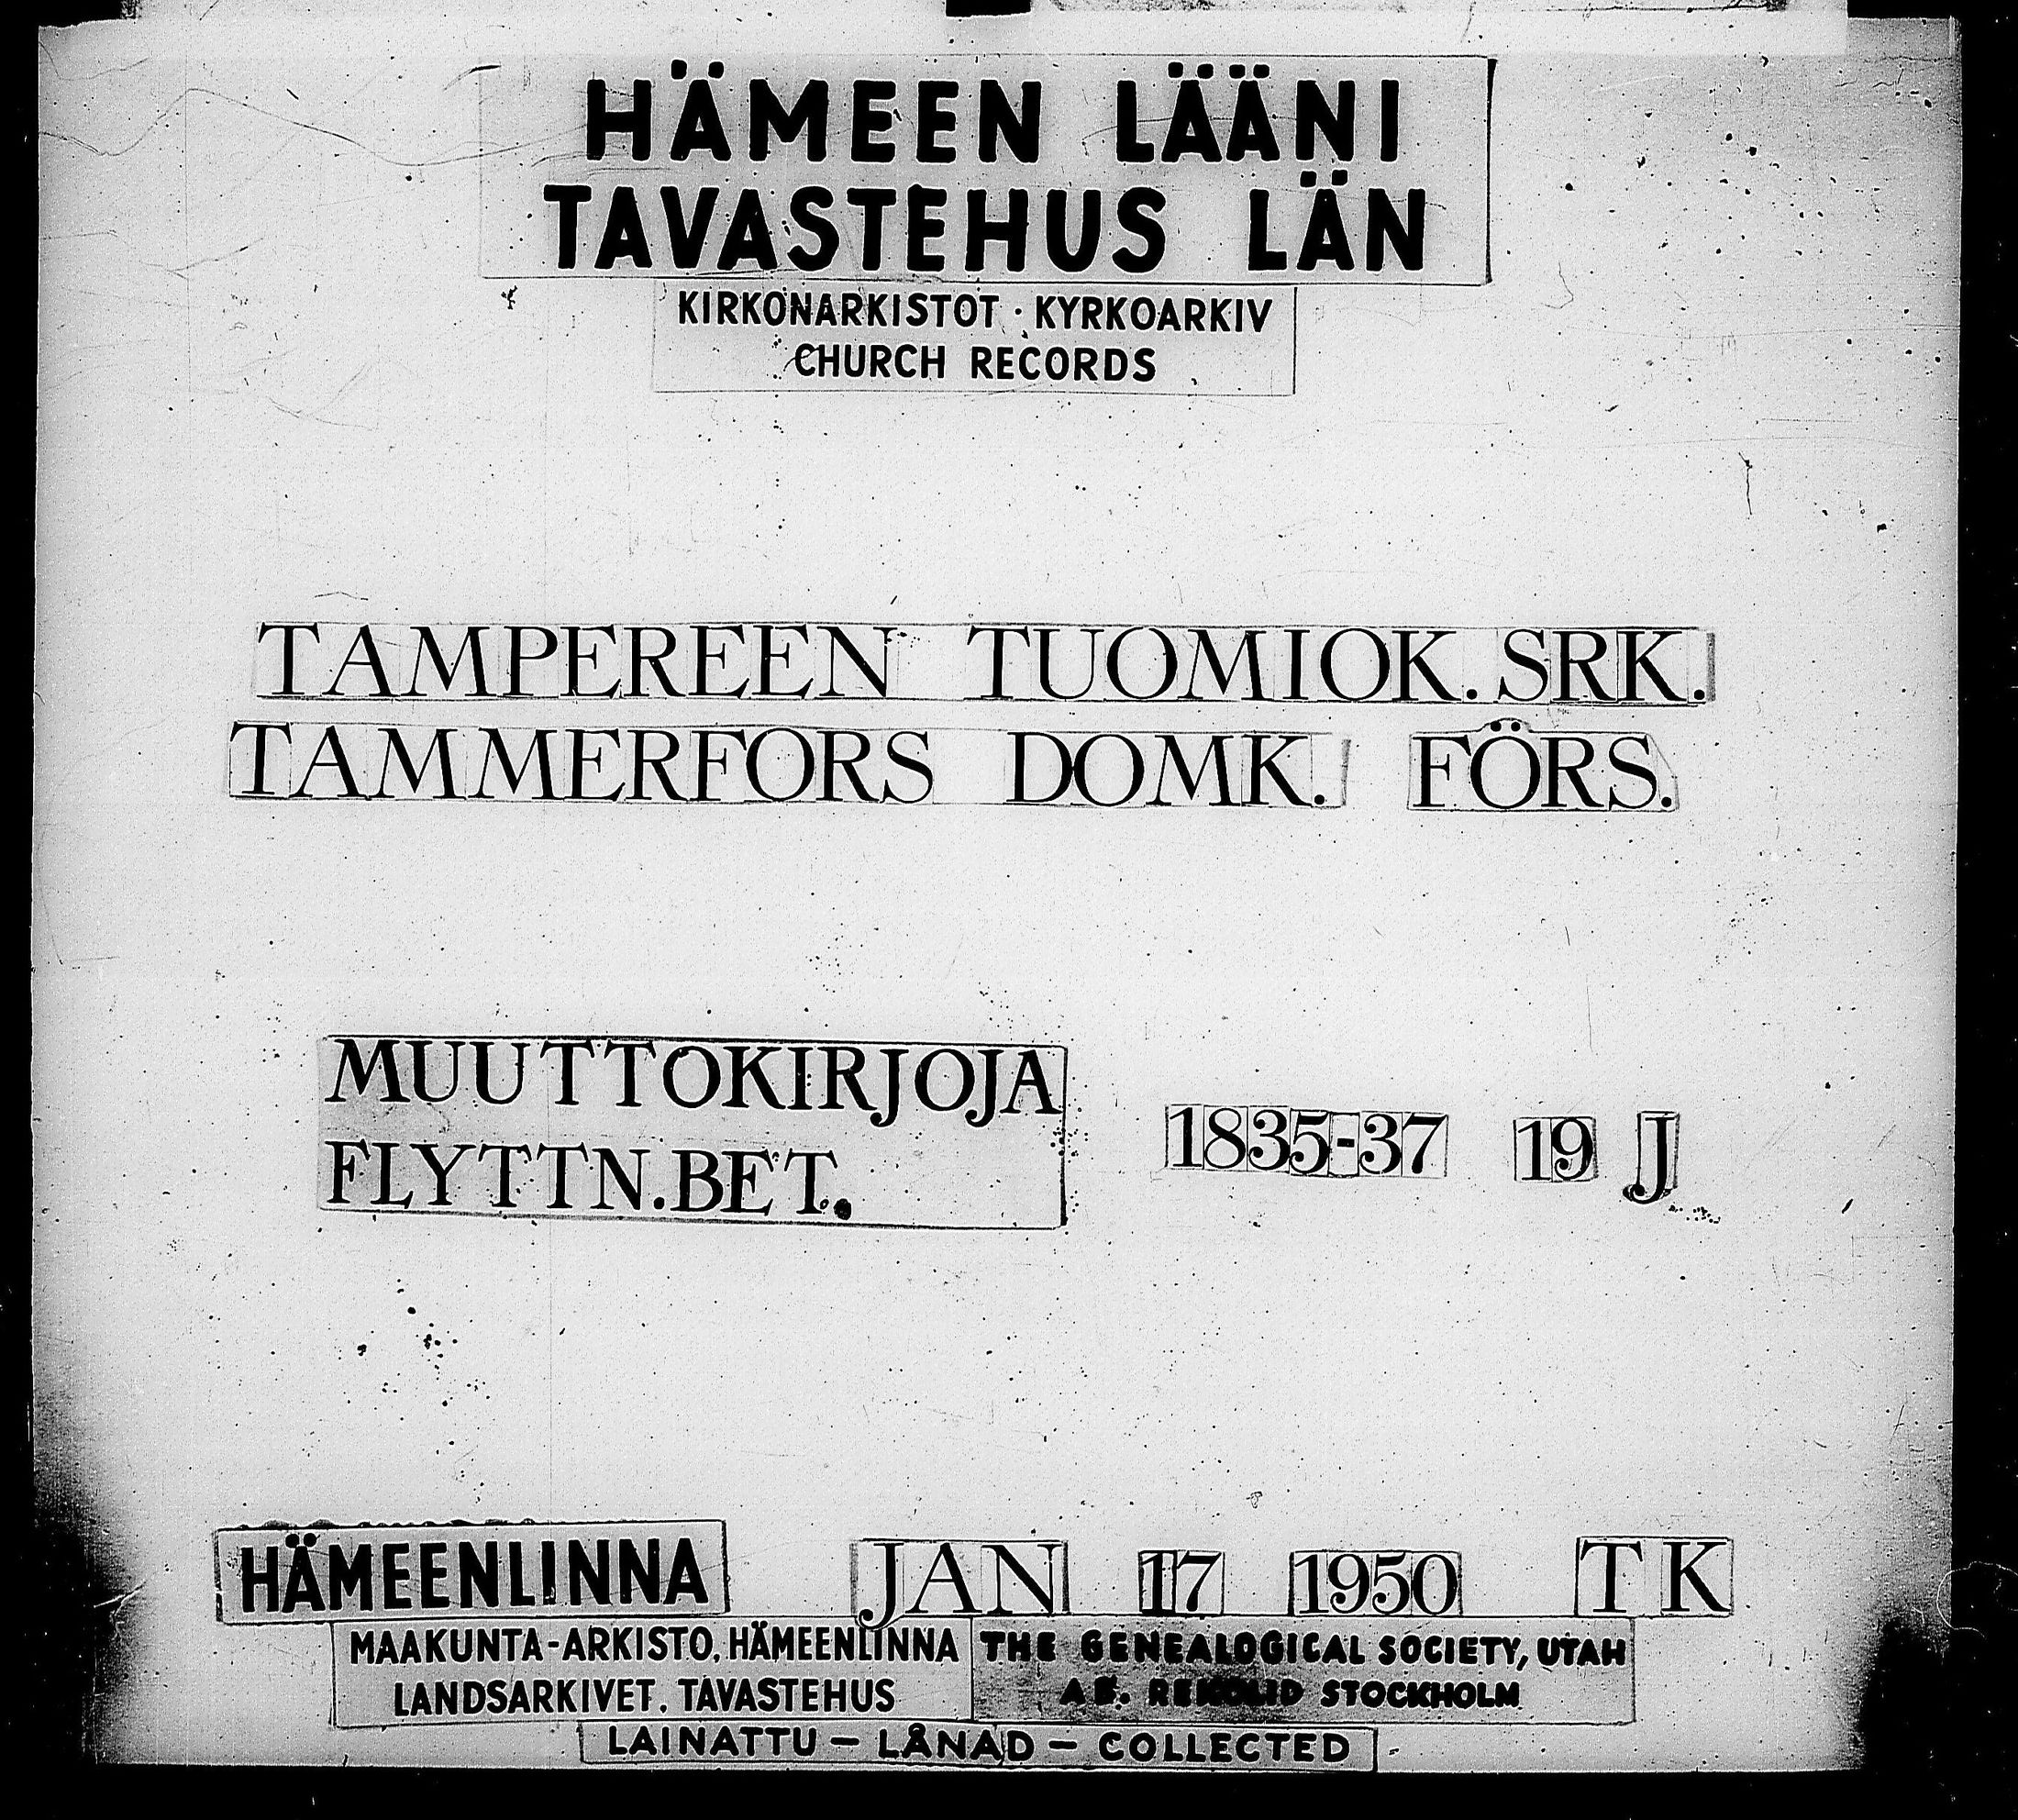 HÄMEEN LÄÄNI
TAVASTEHUS LÄN
KIRKONARKISTOT · KYRKOARKIV
CHURCH RECORDS
TAMPEREEN TUOMIOK. SRK.
TAMMERFORS DOMK. FÖRS.
MUUTTOKIRJOJA
FLYTTN. BET.
1835-37 19 J
HÄMEENLINNA JAN 17 1950 TK
MAAKUNTA-ARKISTO, HÄMEENLINNA
LANDSARKIVET. TAVASTEHUS
THE GENEALOGICAL SOCIETY, UTAH
AB. REKOLID STOCKHOLM
LAINATTU - LÅNAD - COLLECTED